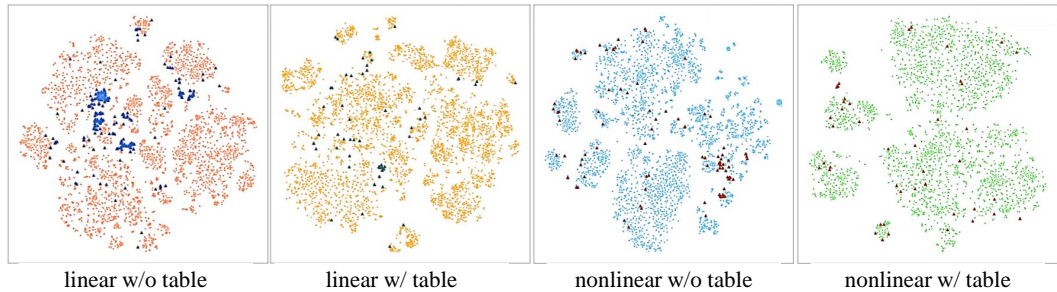 linear w/o table
linear w/ table
nonlinear w/o table
nonlinear w/ table